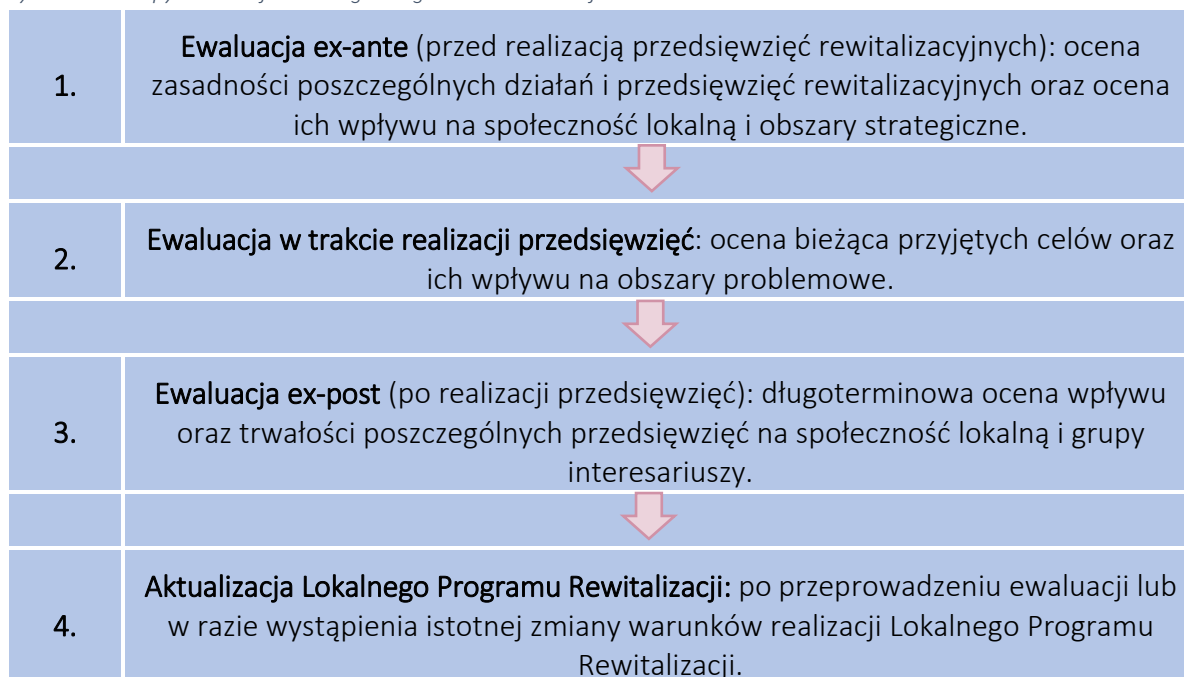 1.
Ewaluacja ex-ante (przed realizacją przedsięwzięć rewitalizacyjnych): ocena
zasadności poszczególnych działań i przedsięwzięć rewitalizacyjnych oraz ocena
ich wpływu na społeczność lokalną i obszary strategiczne.
2.
Ewaluacja w trakcie realizacji przedsięwzięć: ocena bieżąca przyjętych celów oraz
ich wpływu na obszary problemowe.
3.
Ewaluacja ex-post (po realizacji przedsięwzięć): długoterminowa ocena wpływu
oraz trwałości poszczególnych przedsięwzięć na społeczność lokalną i grupy
interesariuszy.
4.
Aktualizacja Lokalnego Programu Rewitalizacji: po przeprowadzeniu ewaluacji lub
w razie wystąpienia istotnej zmiany warunków realizacji Lokalnego Programu
Rewitalizacji.